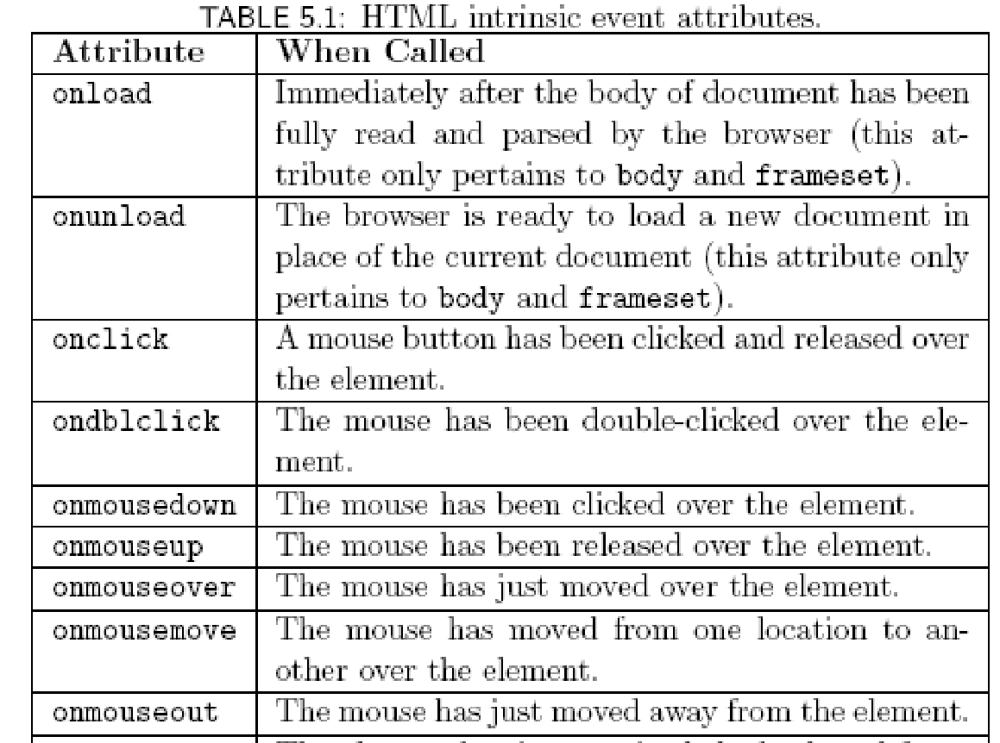 TABLE 5.1: HTML intrinsic event attributes.
Attribute When Called
onload Immediately after the body of document has been
fully read and parsed by the browser (this at-
tribute only pertains to body and frameset).
onunload The browser is ready to load a new document in
place of the current document (this attribute only
pertains to body and frameset).
onclick A mouse button has been clicked and released over
the element.
ondblclick The mouse has been double-clicked over the ele-
ment.
onmousedown The mouse has been clicked over the element.
onmouseup The mouse has been released over the element.
onmouseover The mouse has just moved over the element.
onmousemove The mouse has moved from one location to an-
other over the element.
onmouseout The mouse has just moved away from the element.